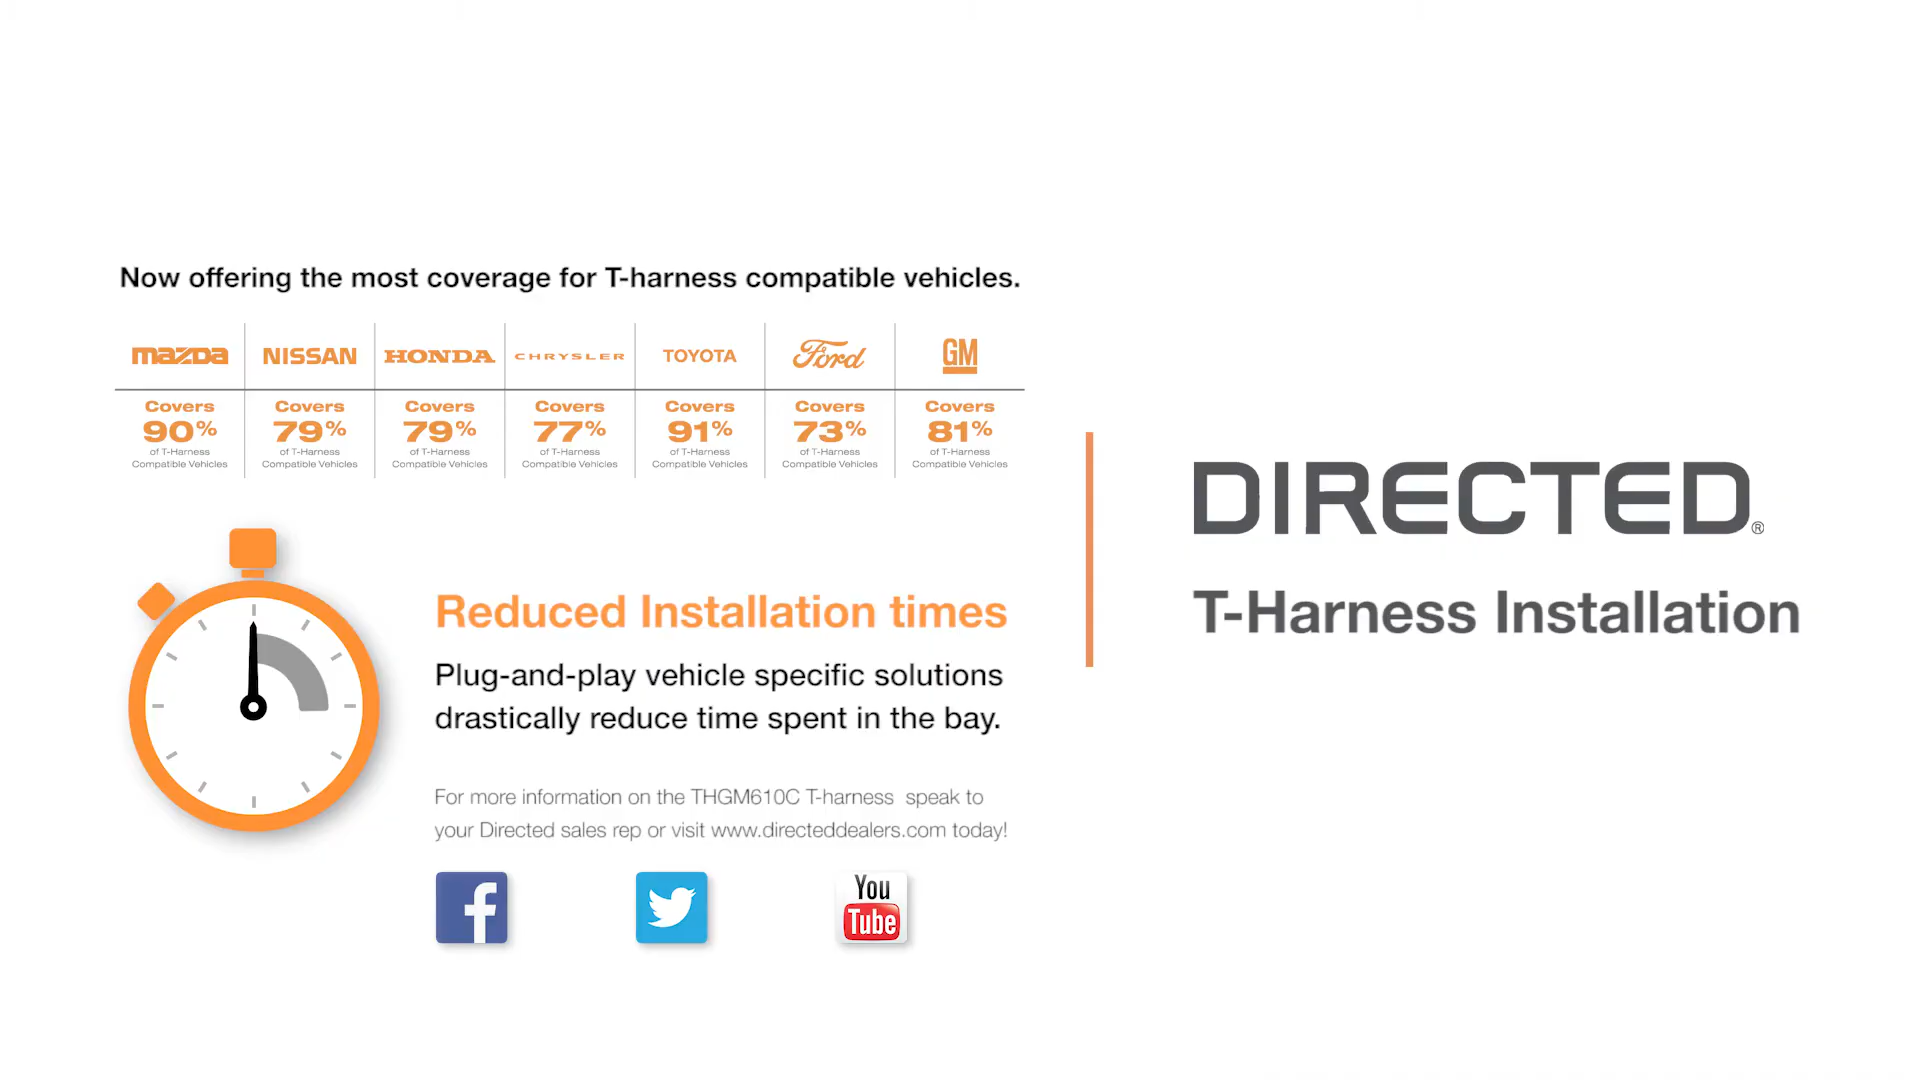 Now offering the most coverage for T-harness compatible vehicles.
mazda NISSAN HONDA CHRYSLER TOYOTA Ford GM
Covers Covers Covers Covers Covers Covers Covers
90% 79% 79% 77% 91% 73% 81%
of T-Harness of T-Harness of T-Harness of T-Harness of T-Harness of T-Harness of T-Harness
Compatible Vehicles Compatible Vehicles Compatible Vehicles Compatible Vehicles Compatible Vehicles Compatible Vehicles Compatible Vehicles
Reduced Installation times
Plug-and-play vehicle specific solutions
drastically reduce time spent in the bay.
For more information on the THGM610C T-harness speak to
your Directed sales rep or visit www.directeddealers.com today!
f
You
Tube
DIRECTED®
T-Harness Installation